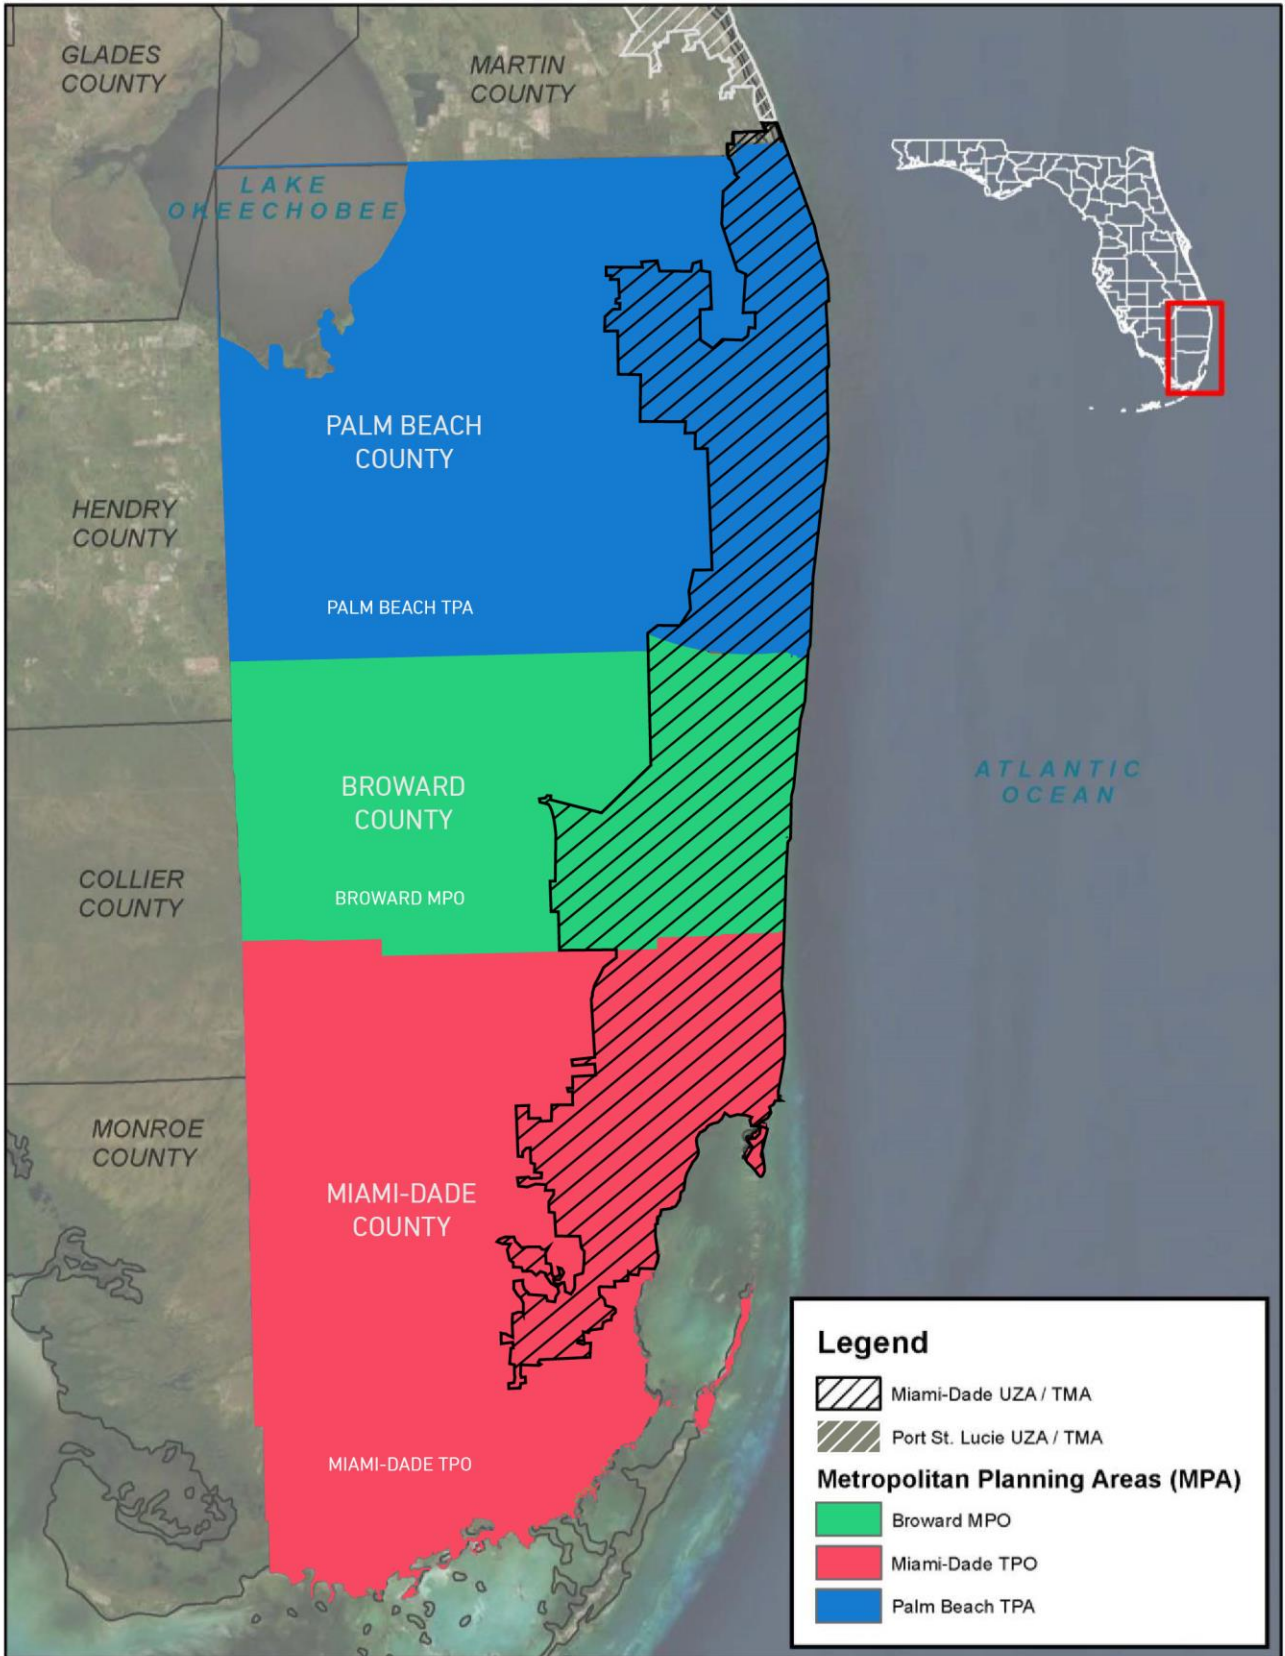 GLADES
COUNTY
MARTIN
COUNTY
LAKE
OKEECHOBEE
PALM BEACH
COUNTY
HENDRY
COUNTY
PALM BEACH TPA
ATLANTIC
OCEAN
BROWARD
COUNTY
COLLIER
COUNTY
BROWARD MPO
MONROE
COUNTY
MIAMI-DADE
COUNTY
MIAMI-DADE TPO
Legend
Miami-Dade UZA / TMA
Port St. Lucie UZA / TMA
Metropolitan Planning Areas (MPA)
Broward MPO
Miami-Dade TPO
Palm Beach TPA